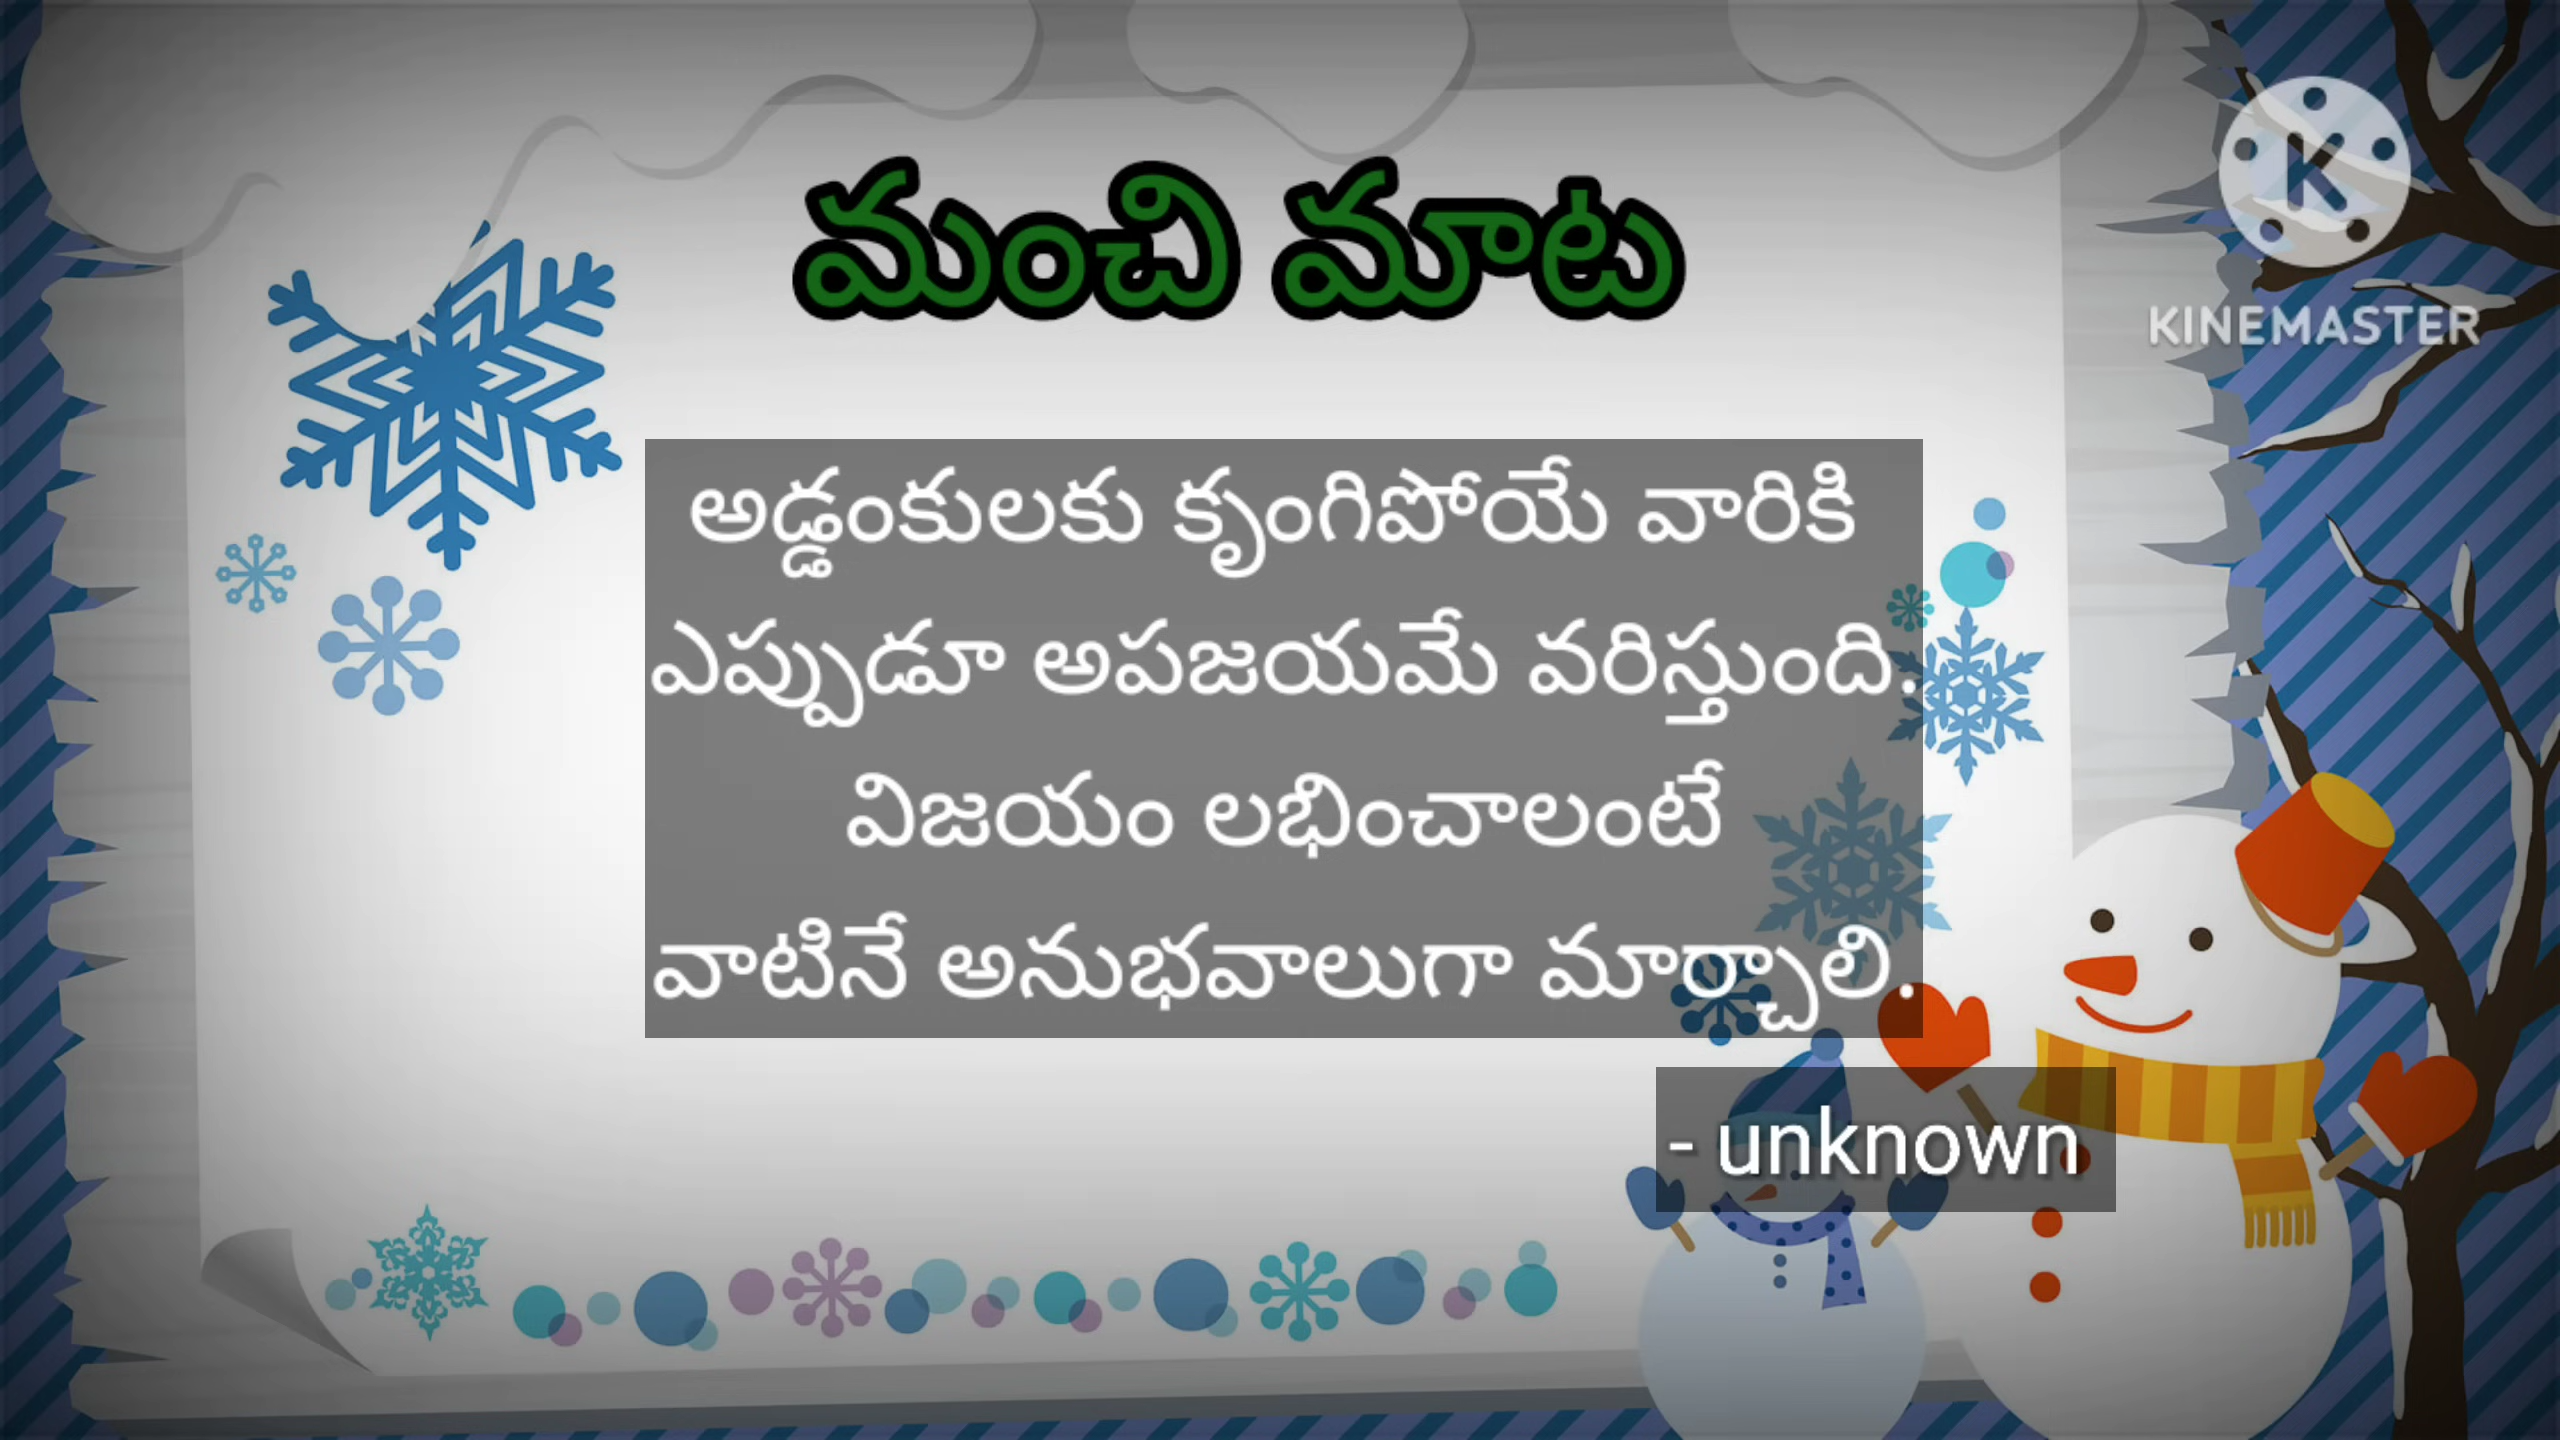 మంచి మాట
KINEMASTER
అడ్డంకులకు కృంగిపోయే వారికి
ఎప్పుడూ అపజయమే వరిస్తుంది.
విజయం లభించాలంటే
వాటినే అనుభవాలుగా మార్చాలి.
- unknown